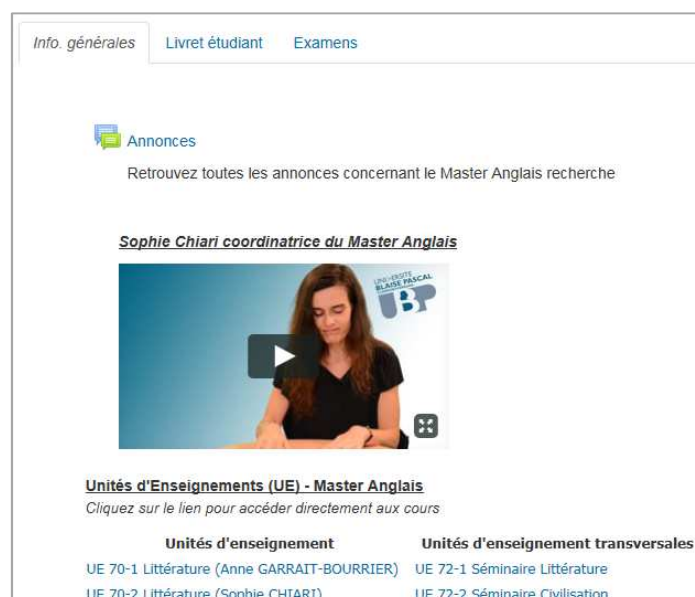 Info. générales Livret étudiant Examens
Annonces
Retrouvez toutes les annonces concernant le Master Anglais recherche
Sophie Chiari coordinatrice du Master Anglais
UNIVERSITE
BLAISE PASCAL
UBP
Unités d'Enseignements (UE) - Master Anglais
Cliquez sur le lien pour accéder directement aux cours
Unités d'enseignement Unités d'enseignement transversales
UE 70-1 Littérature (Anne GARRAIT-BOURRIER) UE 72-1 Séminaire Littérature
UE 70-2 Littérature (Sophie CHIARI) UE 72-2 Séminaire Civilisation